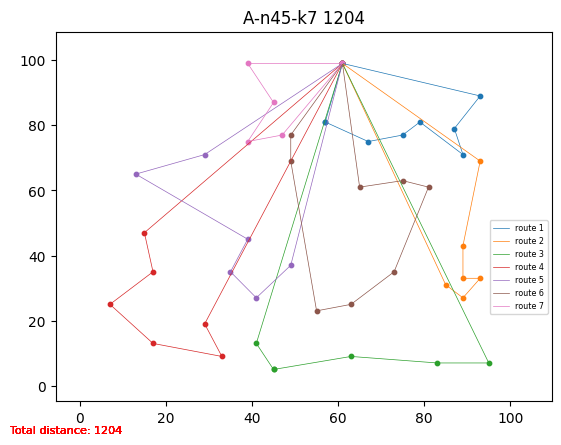 A-n45-k7 1204
100
80
60
40
20
0
route 1
route 2
route 3
route 4
route 5
route 6
route 7
0 20 40 60 80 100
Total distance: 1204